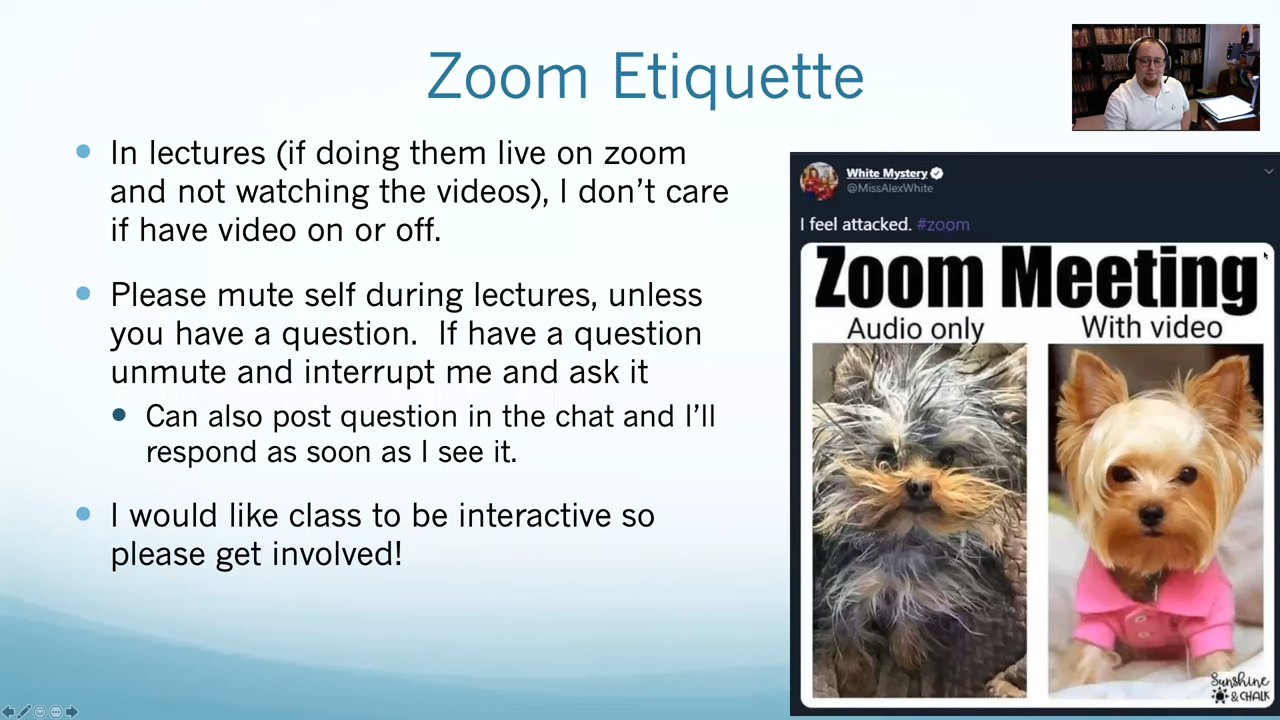 Zoom Etiquette
In lectures (if doing them live on zoom
and not watching the videos), I don't care
if have video on or off.
Please mute self during lectures, unless
you have a question.  If have a question
unmute and interrupt me and ask it
Can also post question in the chat and I'll
respond as soon as I see it.
I would like class to be interactive so
please get involved!
White Mystery
@MissAlexWhite
I feel attacked. #zoom
Zoom Meeting
Audio only
With video
Sunshine
& CHALK